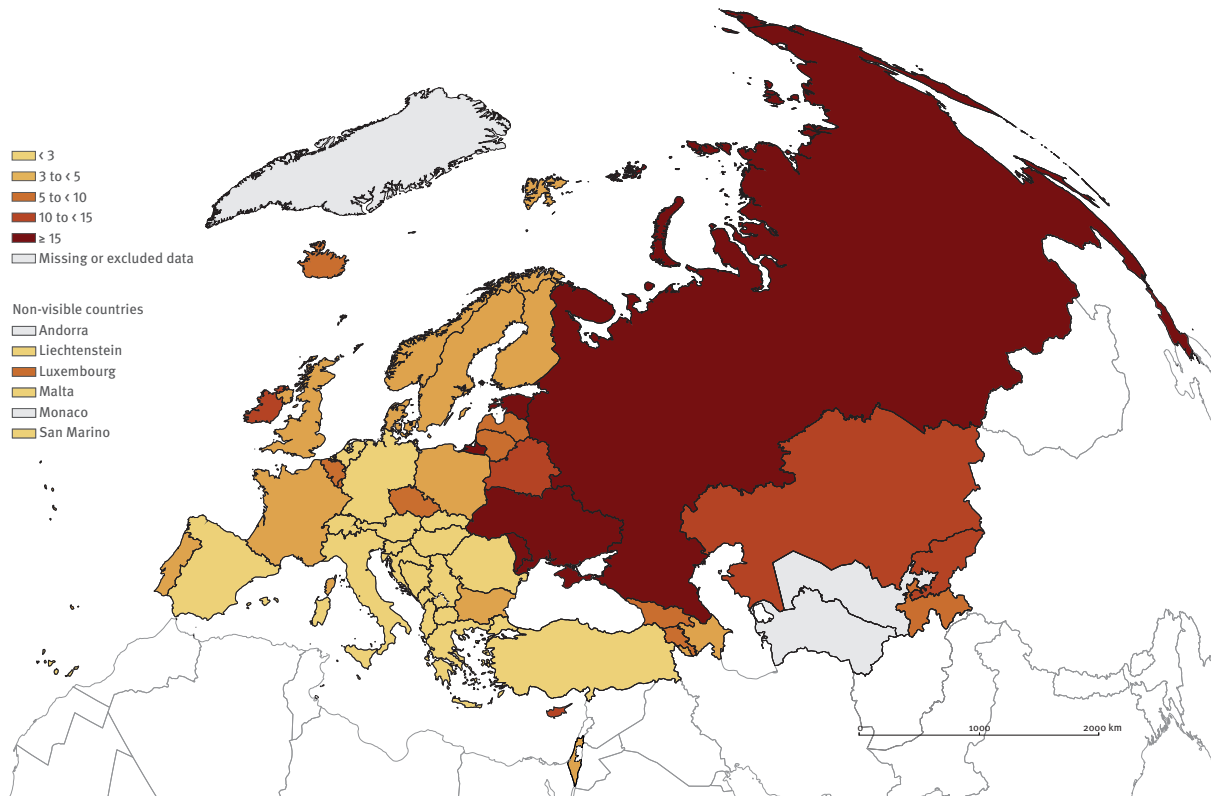 < 3
3 to < 5
5 to < 10
10 to < 15
≥ 15
Missing or excluded data
Non-visible countries
Andorra
Liechtenstein
Luxembourg
Malta
Monaco
San Marino
0 1000 2000 km